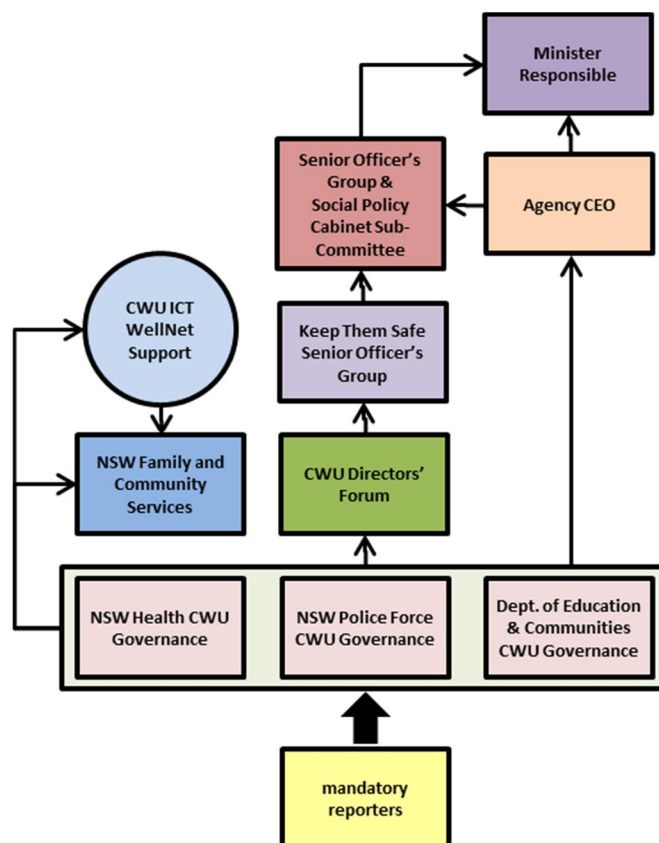 Minister
Responsible
Senior Officer's
Group &
Social Policy
Cabinet Sub-
Committee
Agency CEO
CWU ICT
WellNet
Support
Keep Them Safe
Senior Officer's
Group
NSW Family and
Community
Services
CWU Directors'
Forum
NSW Health CWU
Governance
NSW Police Force
CWU Governance
Dept. of Education
& Communities
CWU Governance
mandatory
reporters